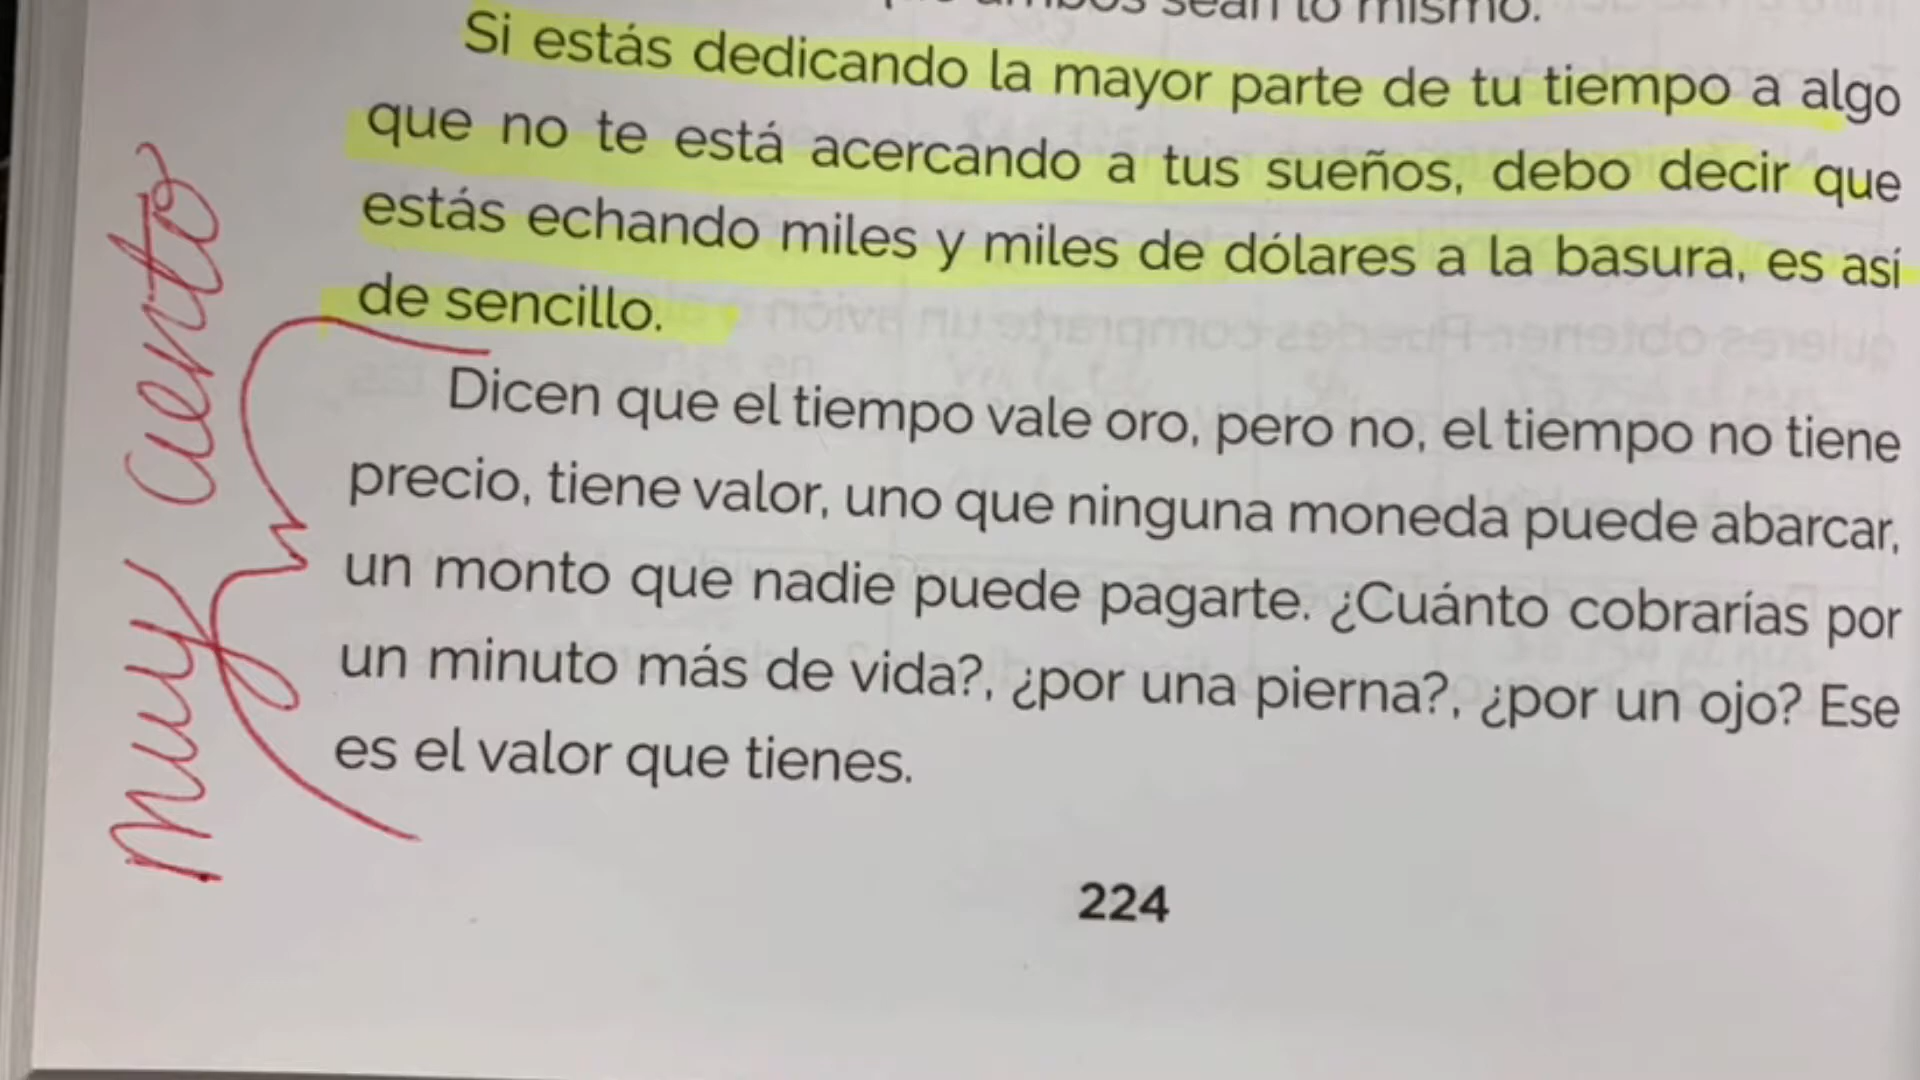 sean lo mismo.
Si estás dedicando la mayor parte de tu tiempo a algo
que no te está acercando a tus sueños, debo decir que
estás echando miles y miles de dólares a la basura, es así
de sencillo.
Dicen que el tiempo vale oro, pero no, el tiempo no tiene
precio, tiene valor, uno que ninguna moneda puede abarcar,
un monto que nadie puede pagarte. ¿Cuánto cobrarías por
un minuto más de vida?, ¿por una pierna?, ¿por un ojo? Ese
es el valor que tienes.
224
muy cierto